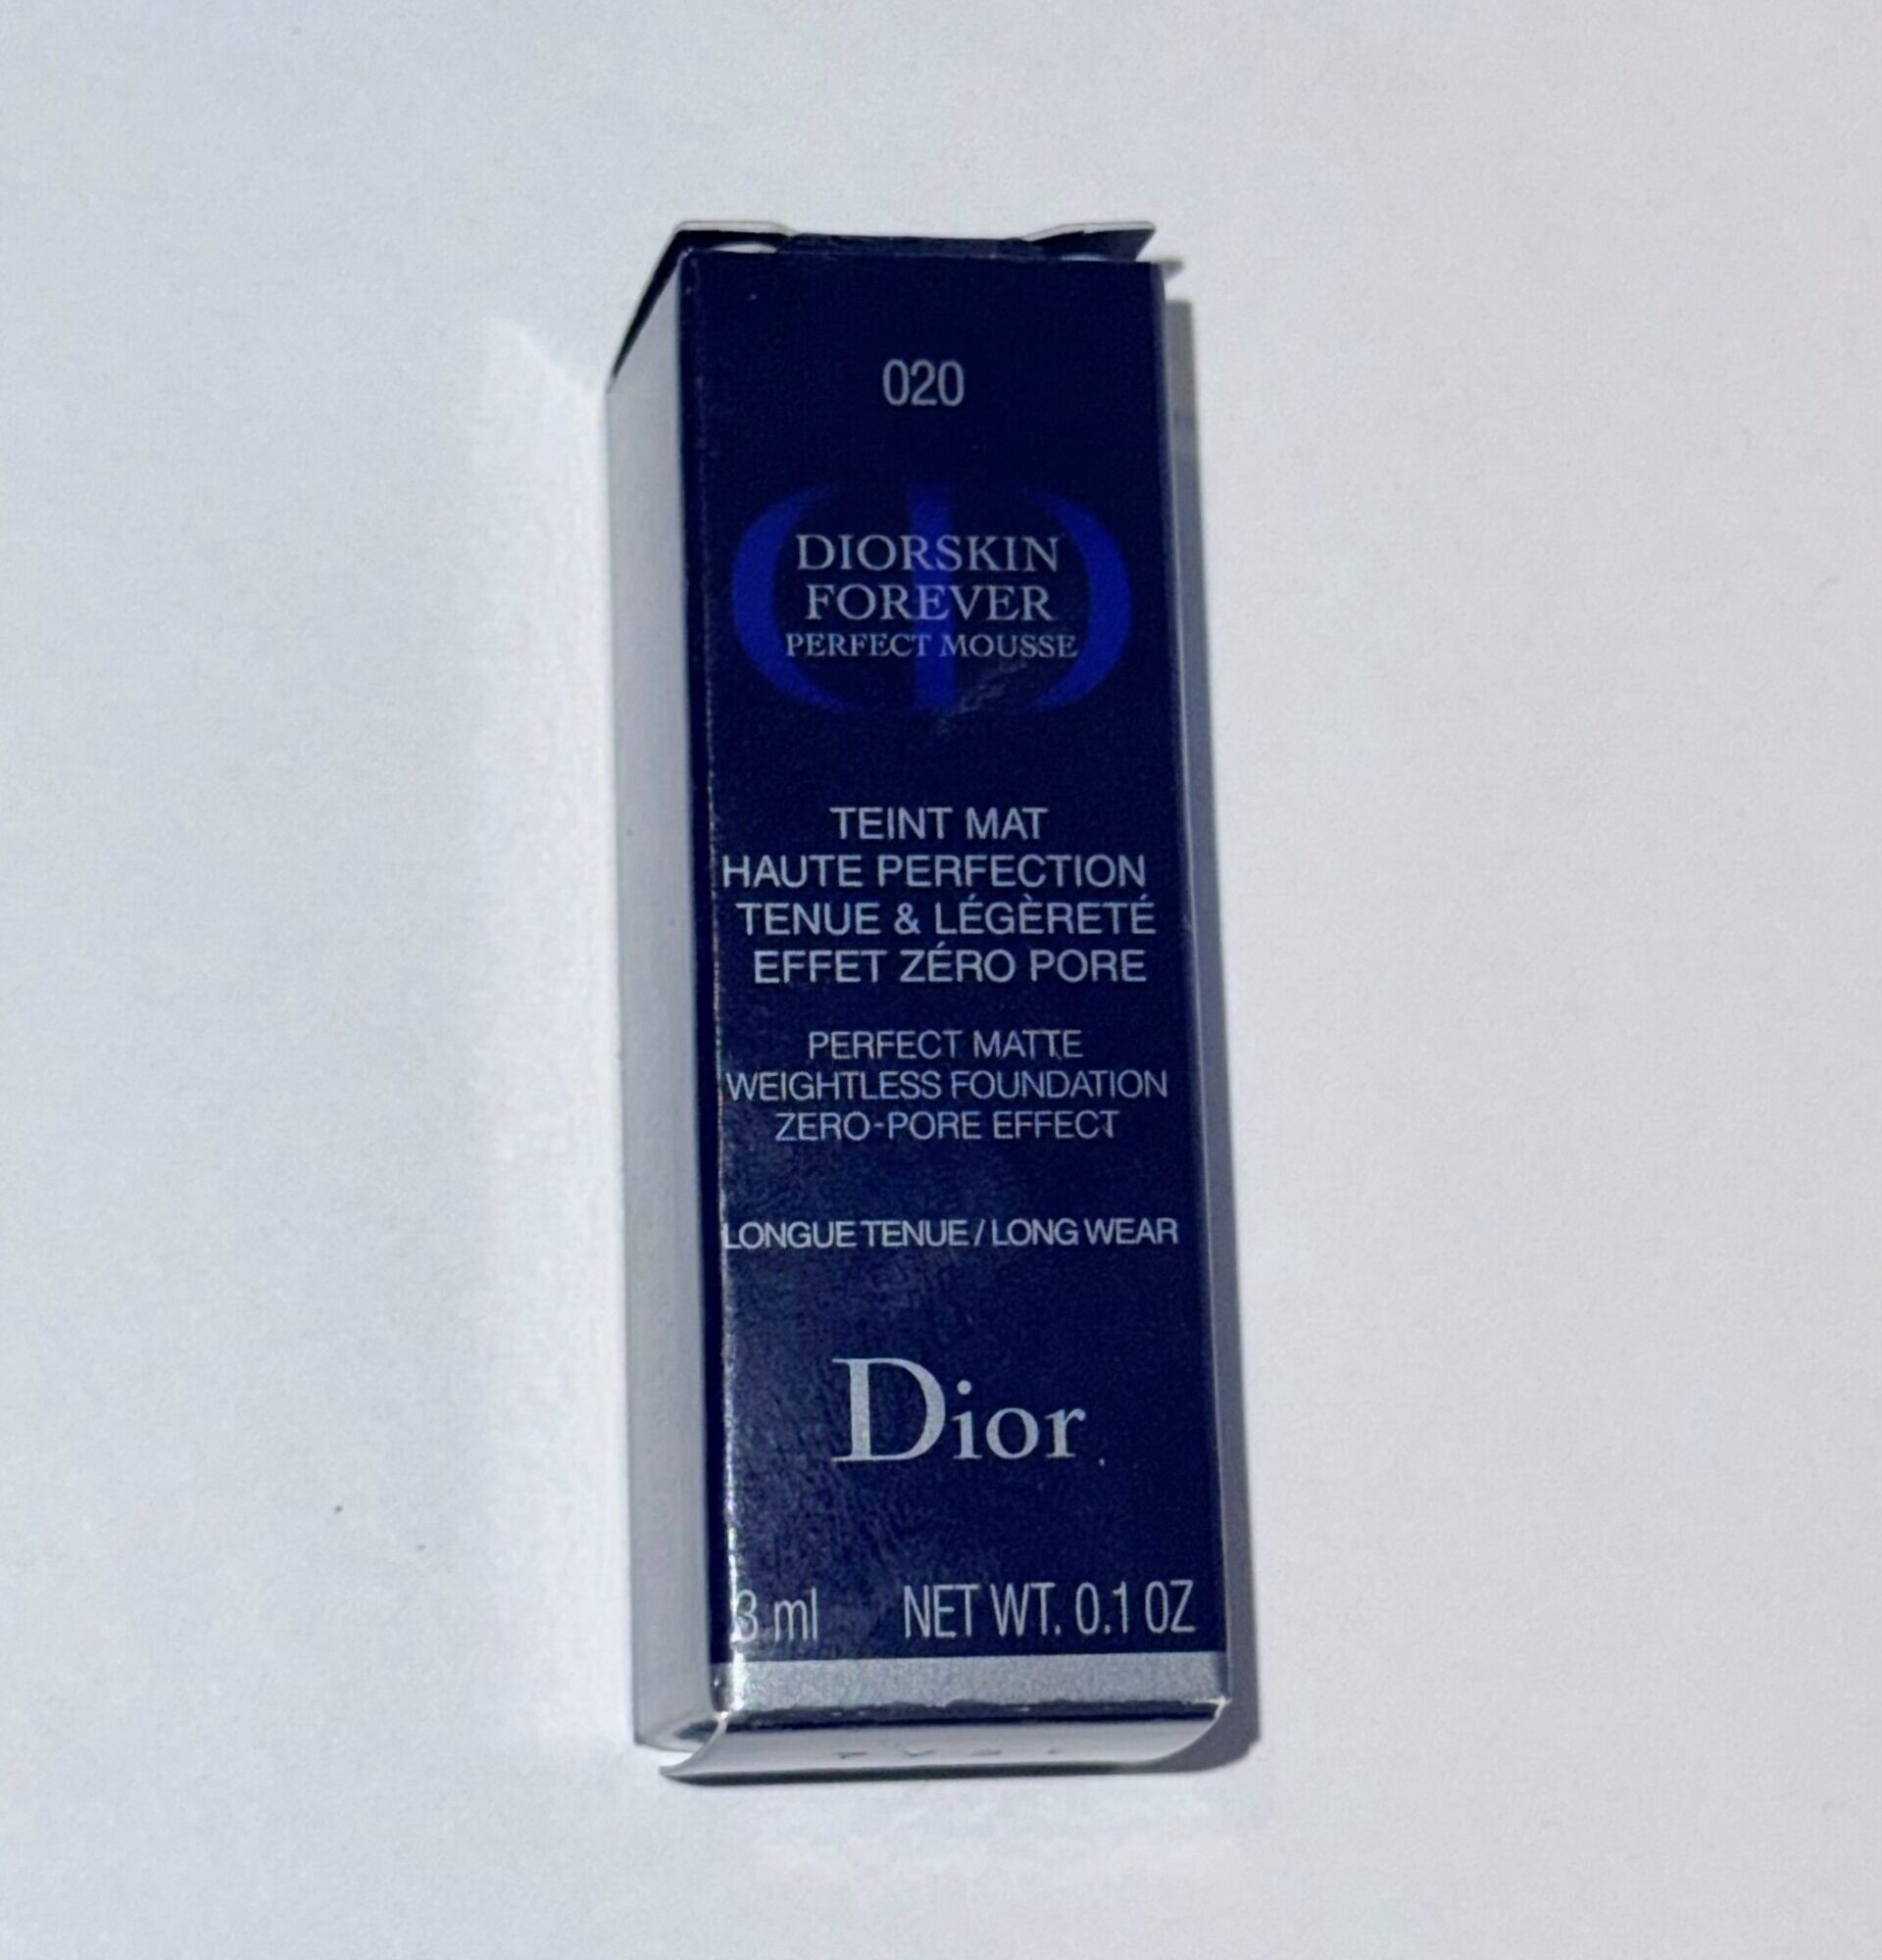 020
DIORSKIN
FOREVER
PERFECT MOUSSE
TEINT MAT
HAUTE PERFECTION
TENUE & LÉGÈRETÉ
EFFET ZÉRO PORE
PERFECT MATTE
WEIGHTLESS FOUNDATION
ZERO-PORE EFFECT
LONGUE TENUE / LONG WEAR
Dior
3 ml NET WT. 0.1 OZ